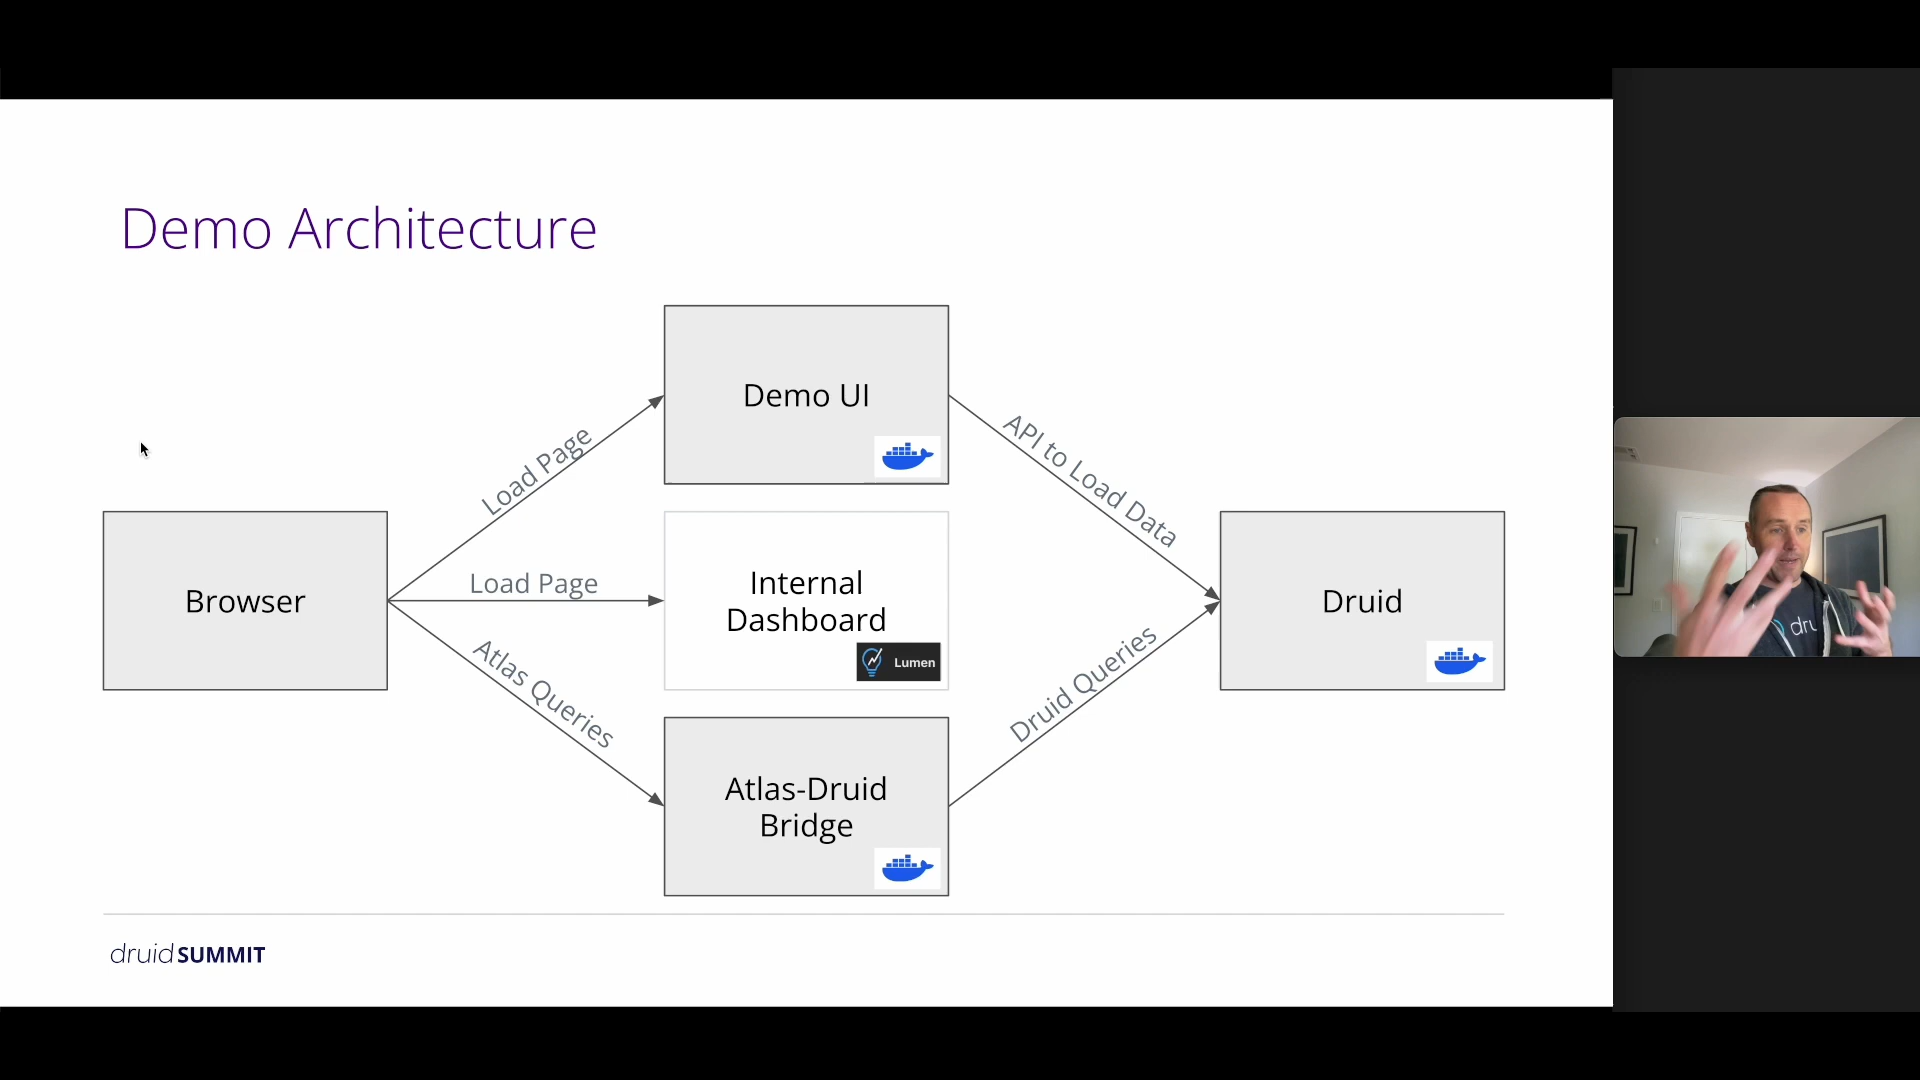 Demo Architecture
Demo UI
Load Page
API to Load Data
Browser
Load Page
Internal
Dashboard
Lumen
Druid
Atlas Queries
Druid Queries
Atlas-Druid
Bridge
druid SUMMIT
dru